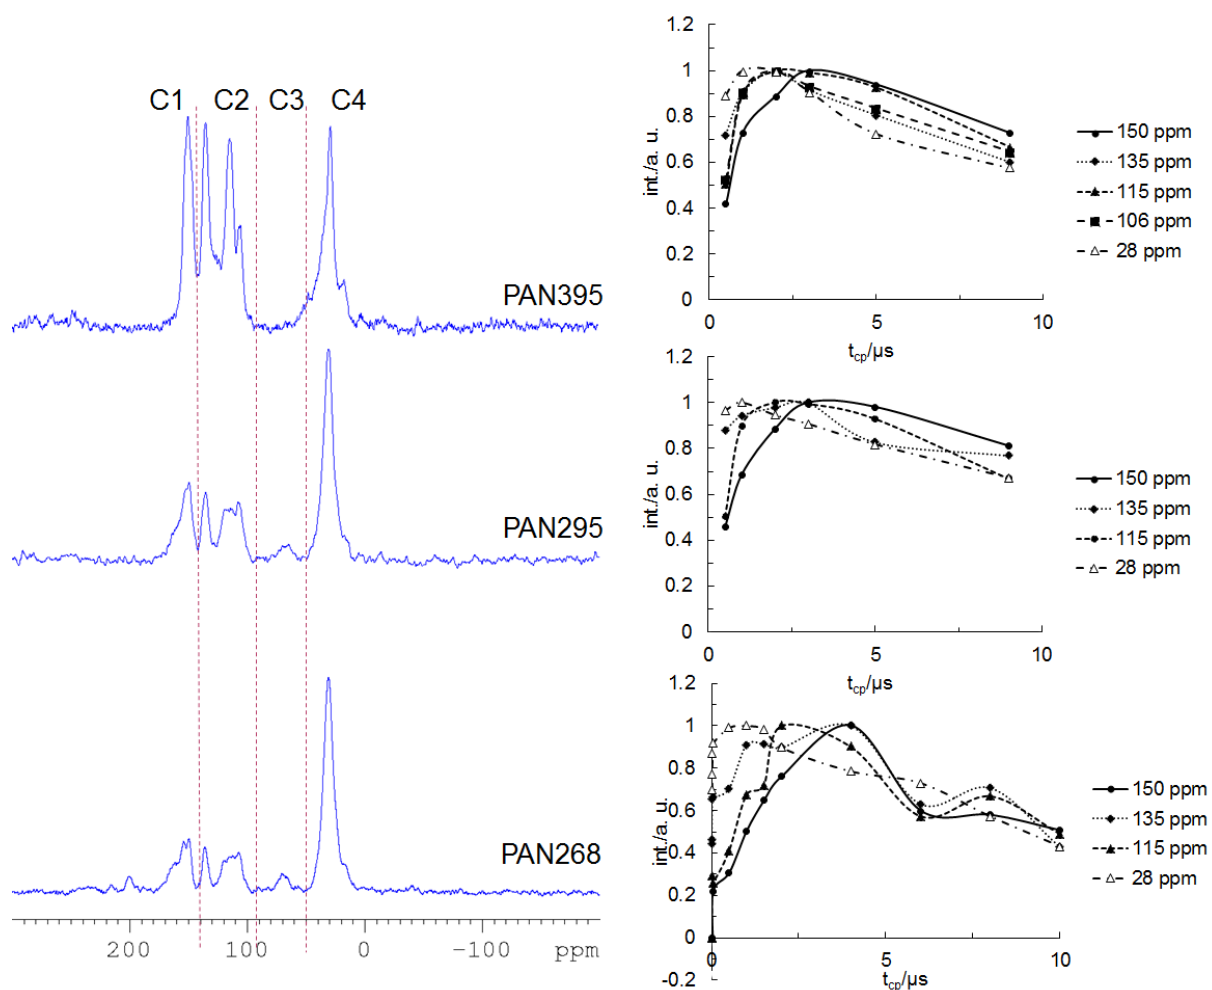 C1 C2 C3 C4
PAN395
PAN295
PAN268
200 100 0 −100 ppm
1.2
1
0.8
0.6
0.4
0.2
0
int./a. u.
0 5 10
tcp/µs
150 ppm
135 ppm
115 ppm
106 ppm
28 ppm
1.2
1
0.8
0.6
0.4
0.2
0
int./a. u.
0 5 10
tcp/µs
150 ppm
135 ppm
115 ppm
28 ppm
1.2
1
0.8
0.6
0.4
0.2
0
-0.2
int./a. u.
0 5 10
tcp/µs
150 ppm
135 ppm
115 ppm
28 ppm